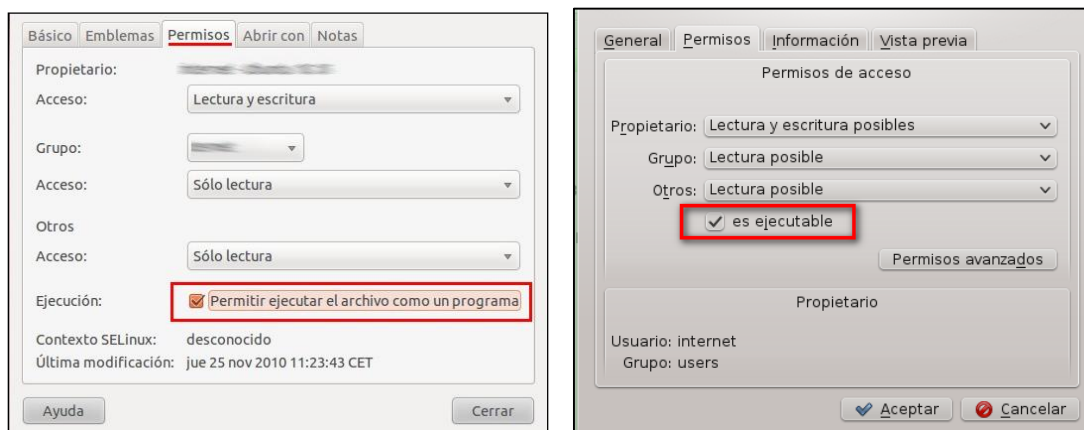 Básico Emblemas Permisos Abrir con Notas
Propietario:
Acceso: Lectura y escritura
Grupo:
Acceso: Sólo lectura
Otros
Acceso: Sólo lectura
Ejecución: Permitir ejecutar el archivo como un programa
Contexto SELinux: desconocido
Última modificación: jue 25 nov 2010 11:23:43 CET
Ayuda Cerrar
General Permisos Información Vista previa
Permisos de acceso
Propietario: Lectura y escritura posibles
Grupo: Lectura posible
Otros: Lectura posible
es ejecutable
Permisos avanzados
Propietario
Usuario: internet
Grupo: users
Aceptar Cancelar